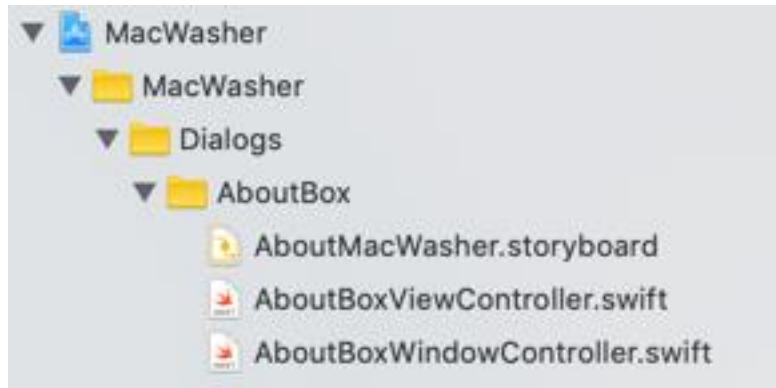 MacWasher
MacWasher
Dialogs
AboutBox
AboutMacWasher.storyboard
AboutBoxViewController.swift
AboutBoxWindowController.swift